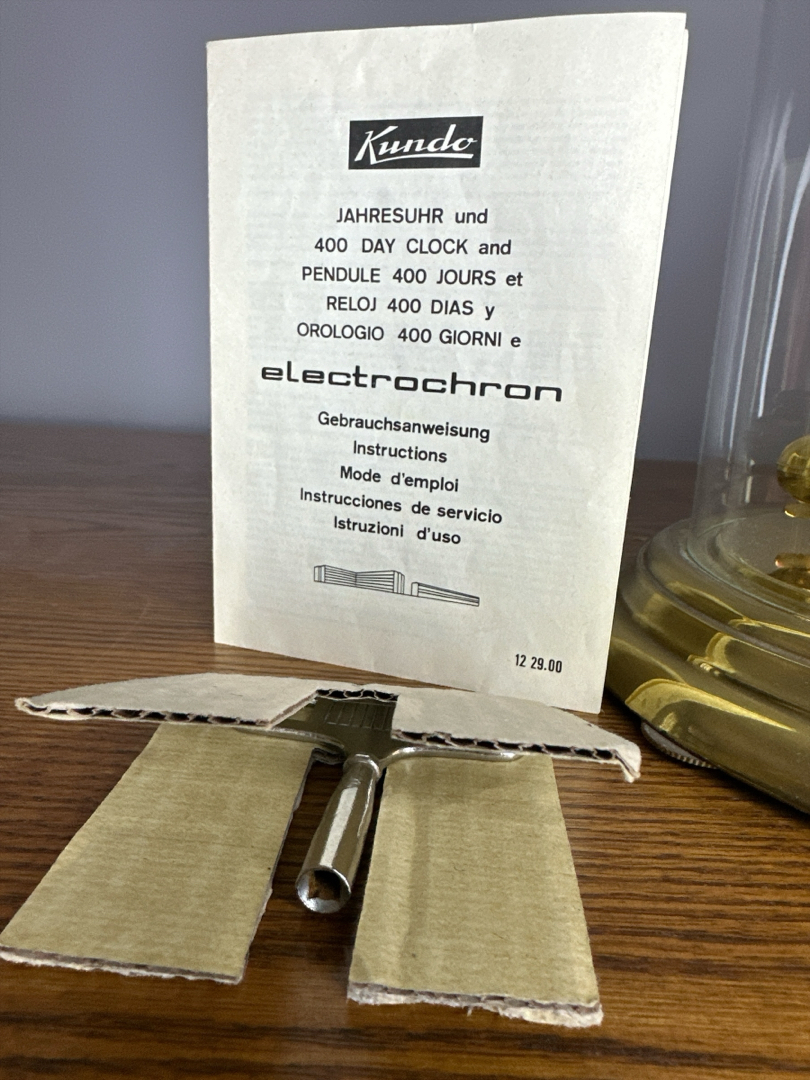 Kundo
JAHRESUHR und
400 DAY CLOCK and
PENDULE 400 JOURS et
RELOJ 400 DIAS y
OROLOGIO 400 GIORNI e
electrochron
Gebrauchsanweisung
Instructions
Mode d'emploi
Instrucciones de servicio
Istruzioni d'uso
12 29.00